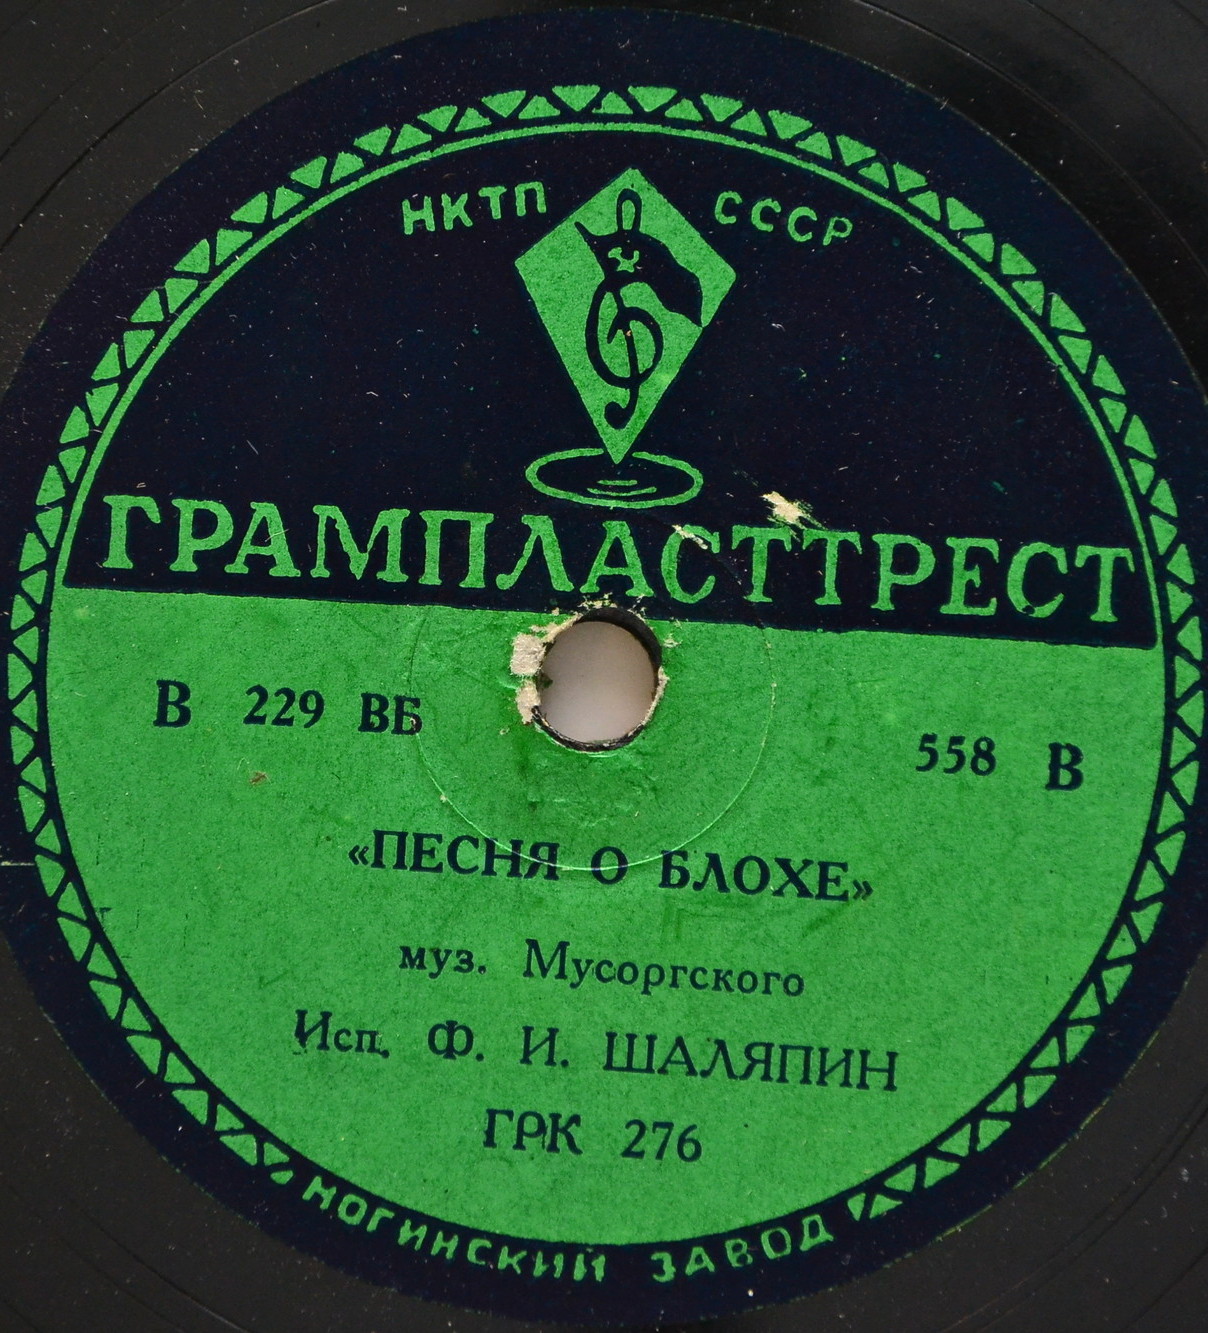 НКТП СССР
ГРАМПЛАСТТРЕСТ
В 229 ВБ 558 В
«ПЕСНЯ О БЛОХЕ»
муз. Мусоргского
Исп. Ф. И. ШАЛЯПИН
ГРК 276
НОГИНСКИЙ ЗАВОД